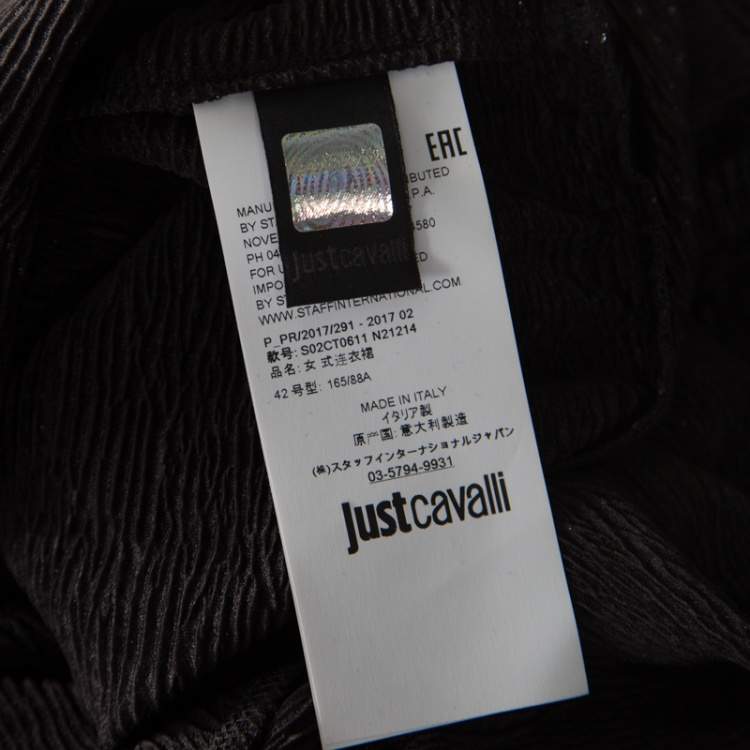 EAC
BUTED
MANU P.A.
BY STA
NOVE 580
PH 04
justcavalli
FOR U ED
IMPO
BY S STAFFINTERNATIONAL
WWW.STAFFINTERNATIONAL.COM
P_PR/2017/291 - 2017 02
款号: S02CT0611 N21214
品名: 女 式连衣裙
42 号型: 165/88A
MADE IN ITALY
イタリア製
原产国: 意大利製造
(株)スタッフインターナショナルジャパン
03-5794-9931
justcavalli